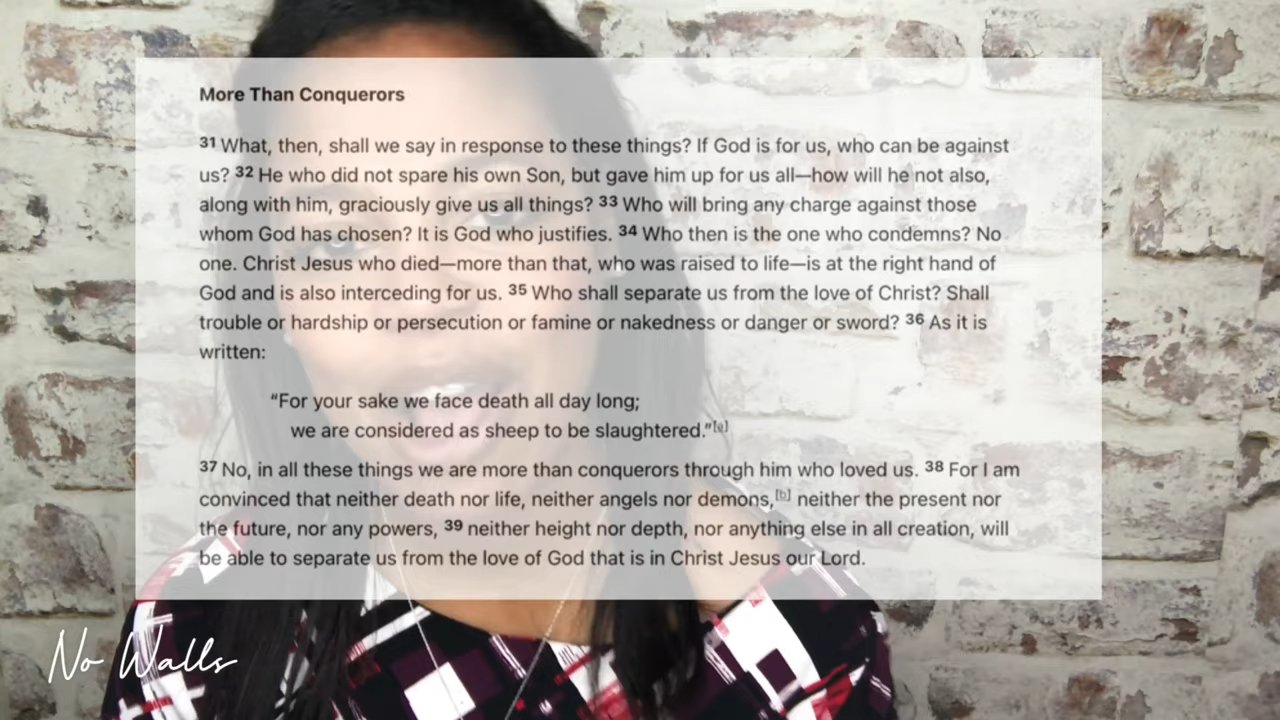 More Than Conquerors
31 What, then, shall we say in response to these things? If God is for us, who can be against
us? 32 He who did not spare his own Son, but gave him up for us all—how will he not also,
along with him, graciously give us all things? 33 Who will bring any charge against those
whom God has chosen? It is God who justifies. 34 Who then is the one who condemns? No
one. Christ Jesus who died—more than that, who was raised to life—is at the right hand of
God and is also interceding for us. 35 Who shall separate us from the love of Christ? Shall
trouble or hardship or persecution or famine or nakedness or danger or sword? 36 As it is
written:
“For your sake we face death all day long;
we are considered as sheep to be slaughtered.”[a]
37 No, in all these things we are more than conquerors through him who loved us. 38 For I am
convinced that neither death nor life, neither angels nor demons,[b] neither the present nor
the future, nor any powers, 39 neither height nor depth, nor anything else in all creation, will
be able to separate us from the love of God that is in Christ Jesus our Lord.
No Walls